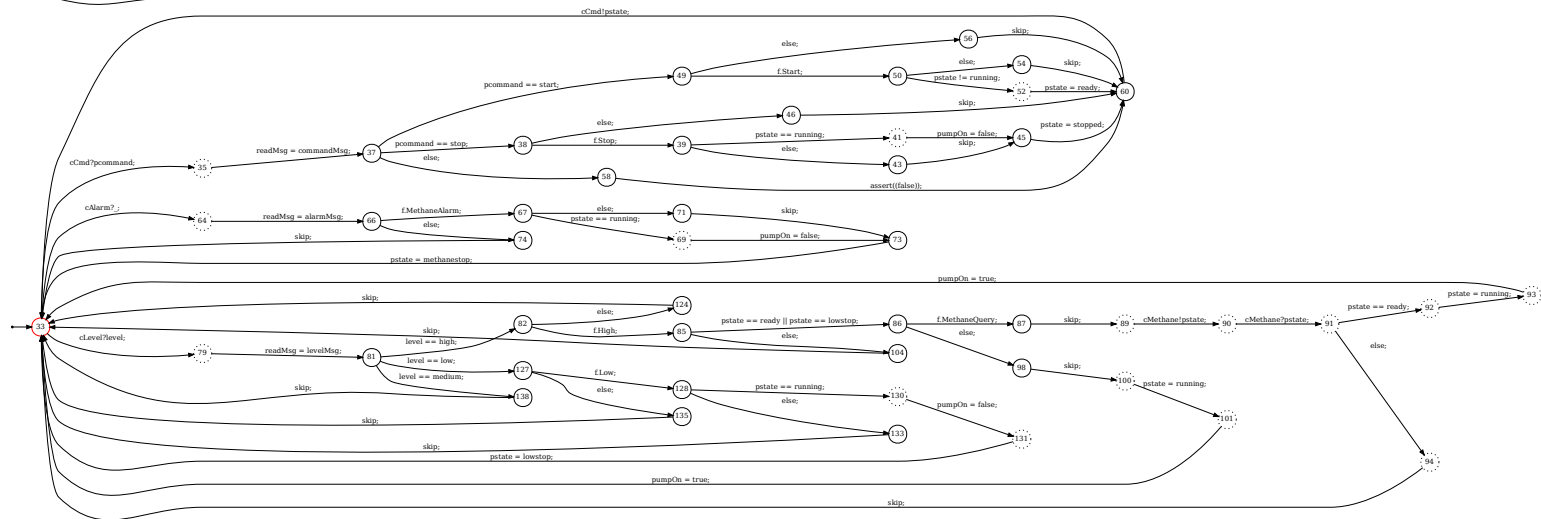 cCmd!pstate;
56
skip;
else;
54
else;
skip;
49
f.Start;
50
pstate != running;
pcommand == start;
52
pstate = ready;
60
46
skip;
else;
pstate == running;
41
pumpOn = false;
45
pstate = stopped;
pcommand == stop;
38
f.Stop;
39
skip;
readMsg = commandMsg;
37
else;
else;
43
cCmd?pcommand;
35
58
assert((false));
cAlarm?_;
f.MethaneAlarm;
67
else;
71
skip;
64
readMsg = alarmMsg;
66
pstate == running;
else;
skip;
74
69
pumpOn = false;
73
pstate = methanestop;
pumpOn = true;
93
pstate = running;
skip;
124
pstate == ready;
92
else;
33
82
f.High;
pstate == ready || pstate == lowstop;
86
f.MethaneQuery;
87
skip;
89
cMethane!pstate;
90
cMethane?pstate;
91
skip;
85
else;
else;
else;
cLevel?level;
level == high;
79
readMsg = levelMsg;
81
104
level == low;
127
f.Low;
98
skip;
level == medium;
100
pstate = running;
skip;
138
128
pstate == running;
130
else;
else;
pumpOn = false;
skip;
135
101
133
131
skip;
pstate = lowstop;
94
pumpOn = true;
skip;